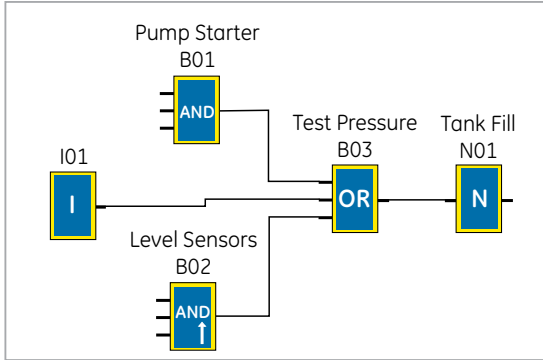 Pump Starter
B01
AND
Test Pressure
B03
OR
Tank Fill
N01
N
I01
I
Level Sensors
B02
AND